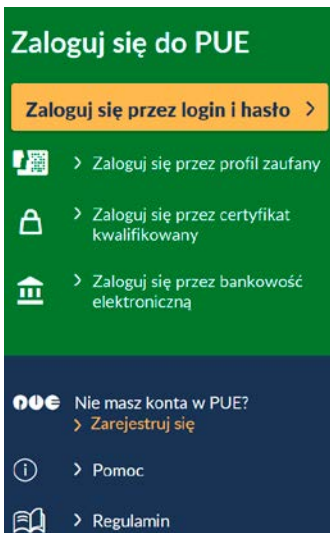 Zaloguj się do PUE
Zaloguj się przez login i hasło >
> Zaloguj się przez profil zaufany
> Zaloguj się przez certyfikat
kwalifikowany
> Zaloguj się przez bankowość
elektroniczną
PUE Nie masz konta w PUE?
> Zarejestruj się
i > Pomoc
> Regulamin